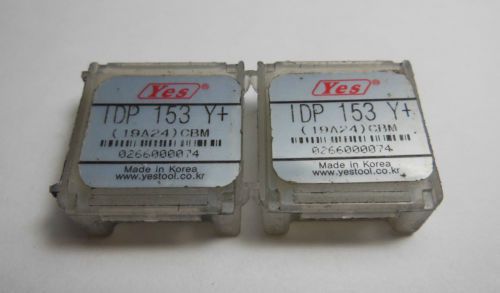 Yes®
IDP 153 Y+
(19A24)CBM
0266000074
Made in Korea
www.yestool.co.kr
Yes®
IDP 153 Y+
(19A24)CBM
0266000074
Made in Korea
www.yestool.co.kr